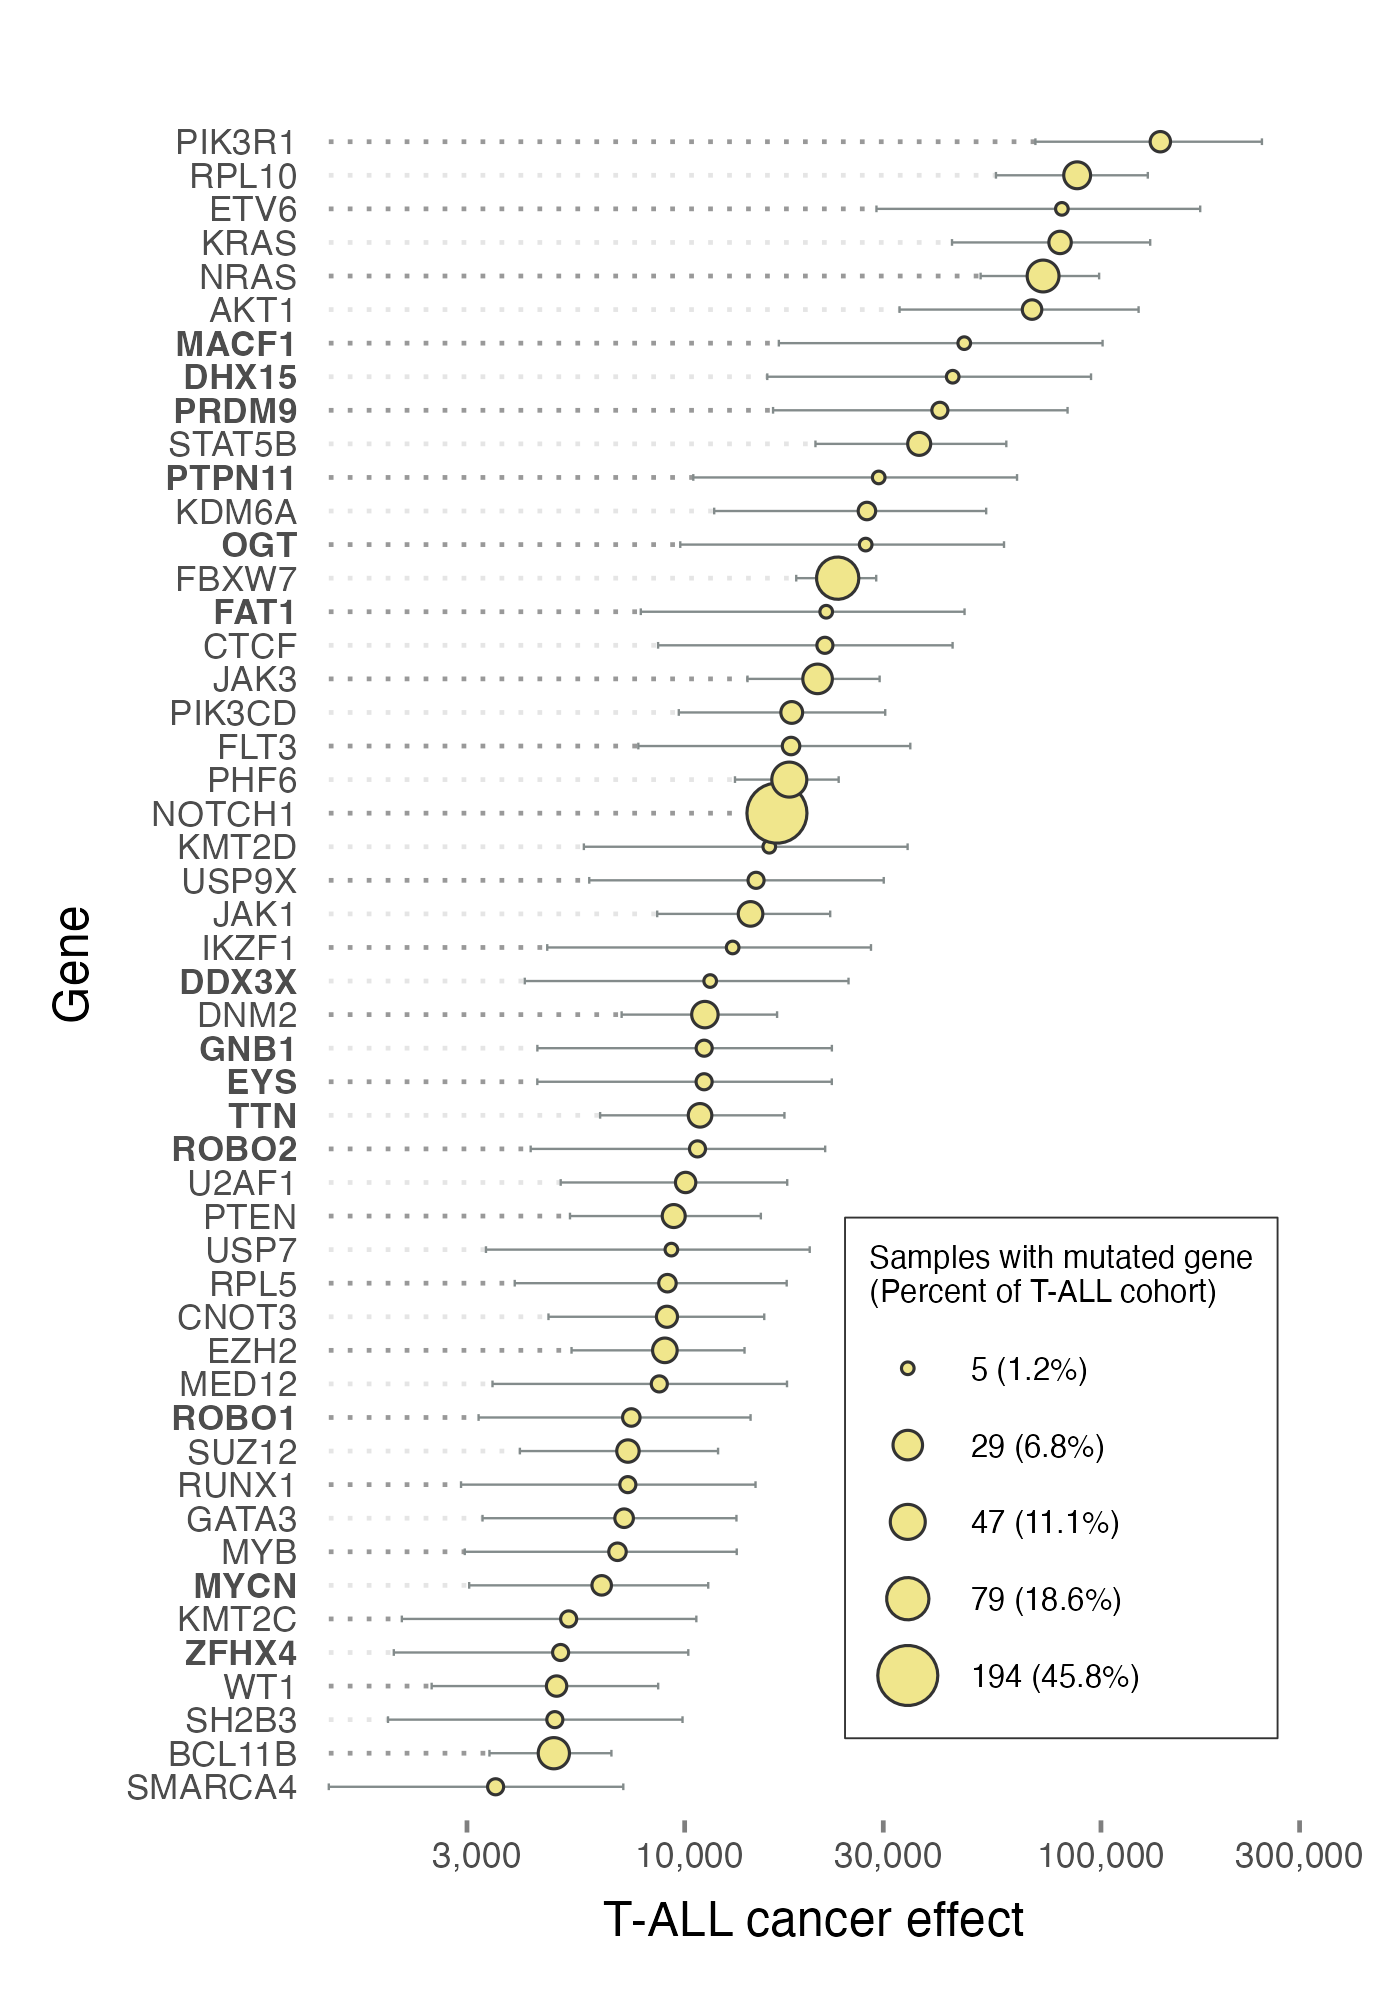 PIK3R1
RPL10
ETV6
KRAS
NRAS
AKT1
MACF1
DHX15
PRDM9
STAT5B
PTPN11
KDM6A
OGT
FBXW7
FAT1
CTCF
JAK3
PIK3CD
FLT3
PHF6
NOTCH1
KMT2D
USP9X
JAK1
IKZF1
DDX3X
DNM2
GNB1
EYS
TTN
ROBO2
U2AF1
PTEN
USP7
RPL5
CNOT3
EZH2
MED12
ROBO1
SUZ12
RUNX1
GATA3
MYB
MYCN
KMT2C
ZFHX4
WT1
SH2B3
BCL11B
SMARCA4
Gene
Samples with mutated gene
(Percent of T-ALL cohort)
5 (1.2%)
29 (6.8%)
47 (11.1%)
79 (18.6%)
194 (45.8%)
3,000 10,000 30,000 100,000 300,000
T-ALL cancer effect